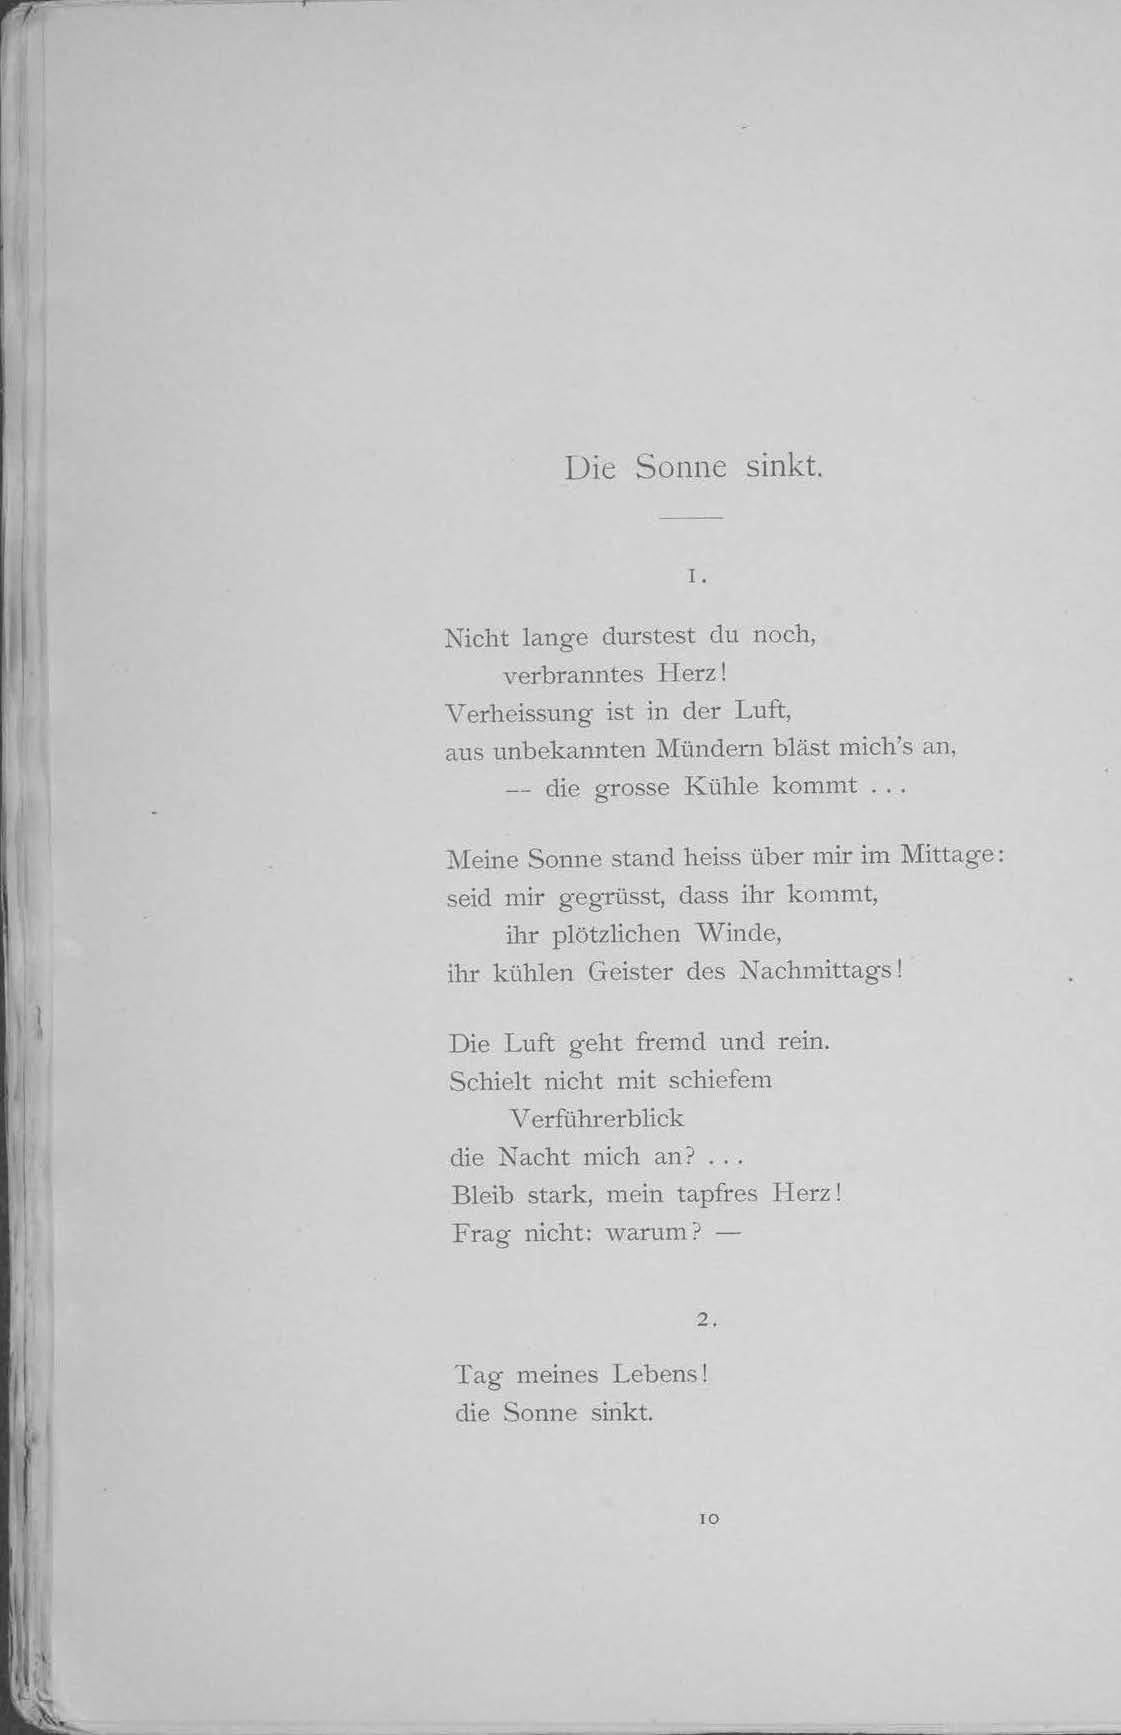 Die Sonne sinkt.
1.
Nicht lange durstest du noch,
verbranntes Herz!
Verheissung ist in der Luft,
aus unbekannten Mündern bläst mich's an,
— die grosse Kühle kommt . . .
Meine Sonne stand heiss über mir im Mittage:
seid mir gegrüsst, dass ihr kommt,
ihr plötzlichen Winde,
ihr kühlen Geister des Nachmittags!
Die Luft geht fremd und rein.
Schielt nicht mit schiefem
Verführerblick
die Nacht mich an? . . .
Bleib stark, mein tapfres Herz!
Frag nicht: warum? —
2.
Tag meines Lebens!
die Sonne sinkt.
10